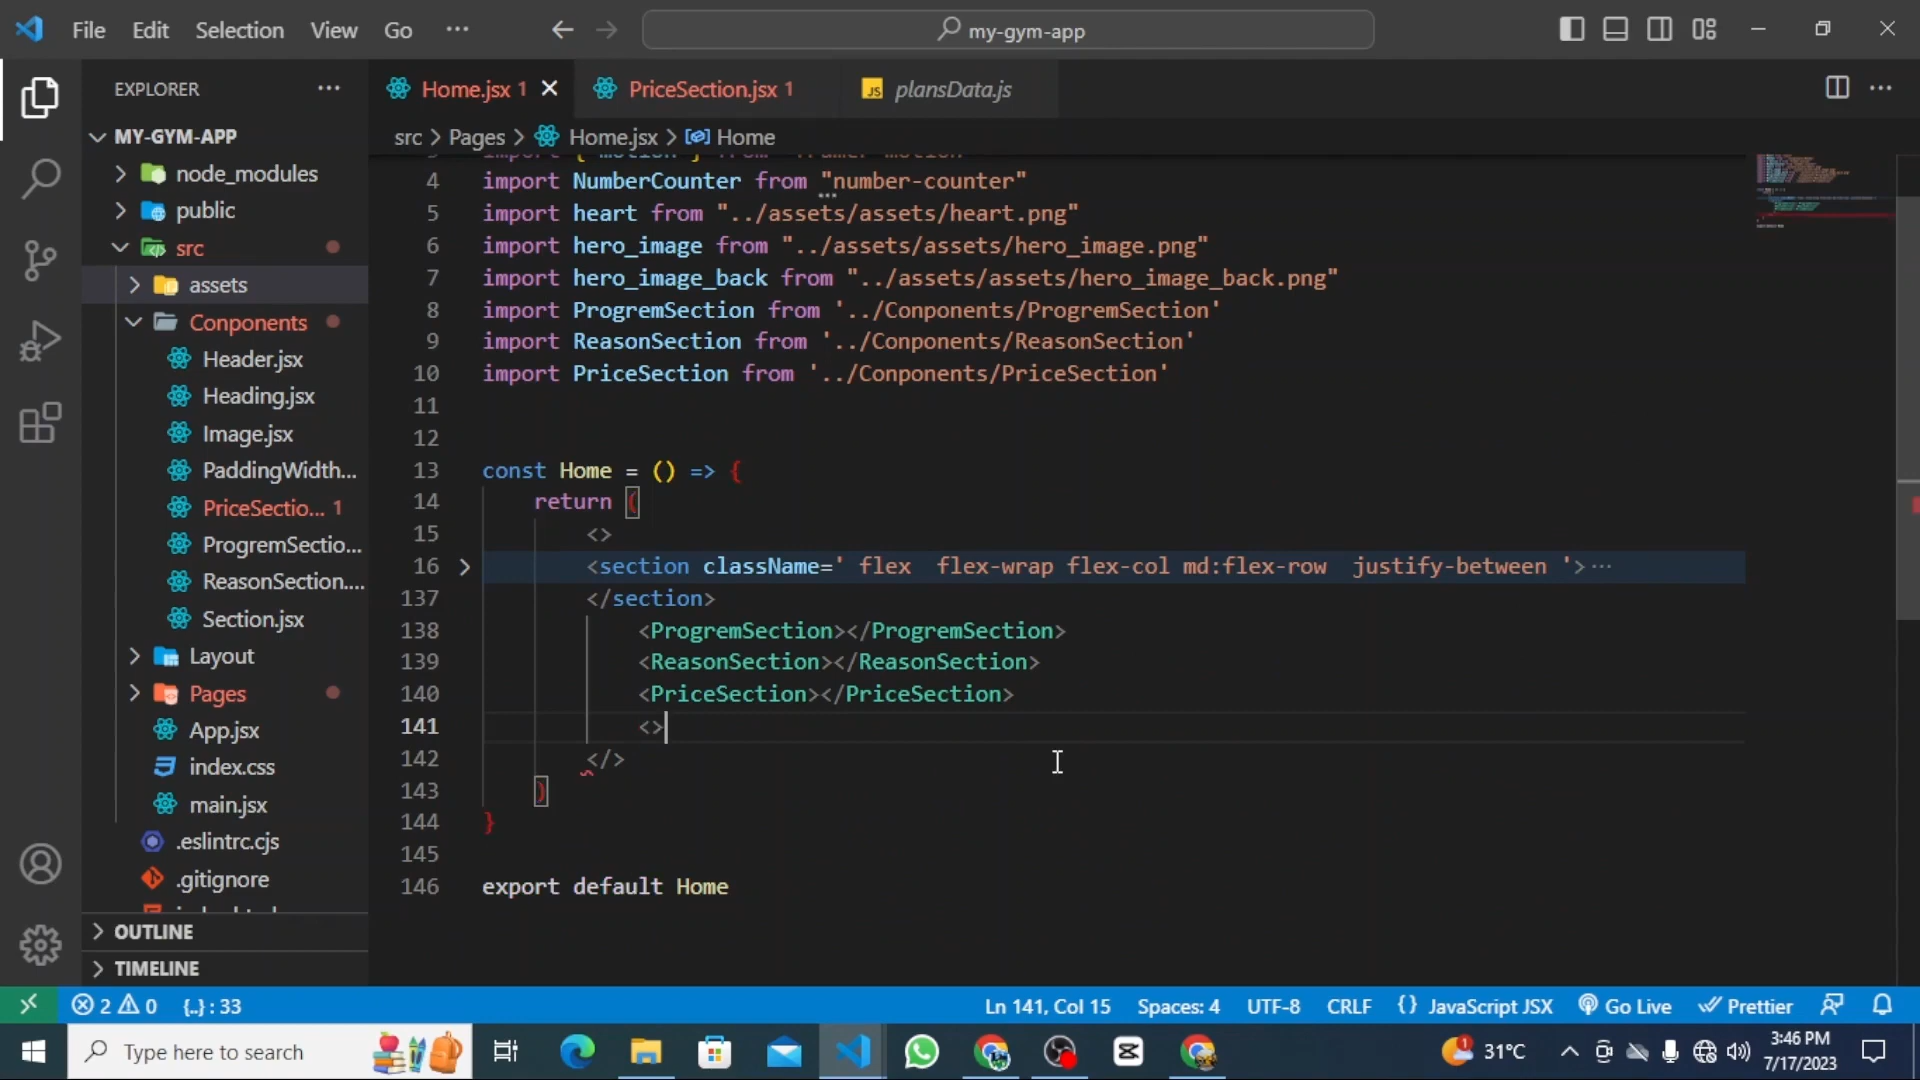 File Edit Selection View Go ···
my-gym-app
EXPLORER ···
Home.jsx 1
PriceSection.jsx 1
plansData.js
src > Pages > Home.jsx > Home
MY-GYM-APP
node_modules
public
src
assets
Conponents
Header.jsx
Heading.jsx
Image.jsx
PaddingWidth...
PriceSectio... 1
ProgremSectio...
ReasonSection....
Section.jsx
Layout
Pages
App.jsx
index.css
main.jsx
.eslintrc.cjs
.gitignore
OUTLINE
TIMELINE
4 import NumberCounter from "number-counter"
5 import heart from "../assets/assets/heart.png"
6 import hero_image from "../assets/assets/hero_image.png"
7 import hero_image_back from "../assets/assets/hero_image_back.png"
8 import ProgremSection from '../Conponents/ProgremSection'
9 import ReasonSection from '../Conponents/ReasonSection'
10 import PriceSection from '../Conponents/PriceSection'
11
12
13 const Home = () => {
14 return (
15 <>
16 <section className=' flex  flex-wrap flex-col md:flex-row  justify-between '>···
137 </section>
138 <ProgremSection></ProgremSection>
139 <ReasonSection></ReasonSection>
140 <PriceSection></PriceSection>
141 <>
142 </>
143 )
144 }
145
146 export default Home
2 0 {..} : 33
Ln 141, Col 15 Spaces: 4 UTF-8 CRLF {} JavaScript JSX Go Live Prettier
Type here to search
1 31°C
3:46 PM
7/17/2023